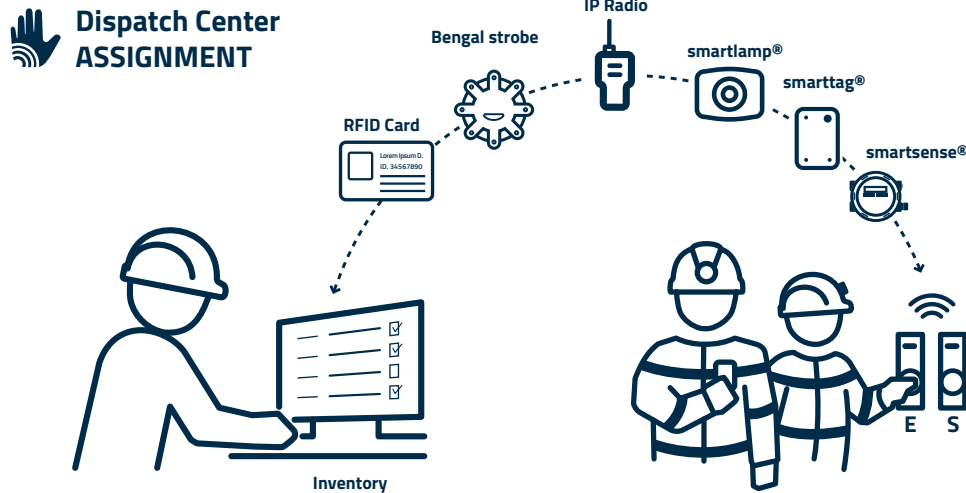 Dispatch Center
ASSIGNMENT
IP Radio
Bengal strobe
smartlamp®
smarttag®
RFID Card
smartsense®
Lorem Ipsum D.
ID. 34567890
E S
Inventory